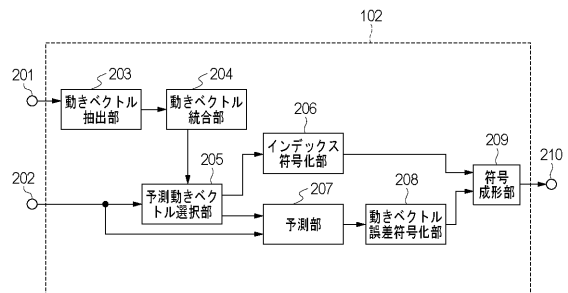 102
201
203
204
動きベクトル
抽出部
動きベクトル
統合部
206
インデックス
符号化部
209
210
符号
成形部
202
205
予測動きベク
トル選択部
207
予測部
208
動きベクトル
誤差符号化部